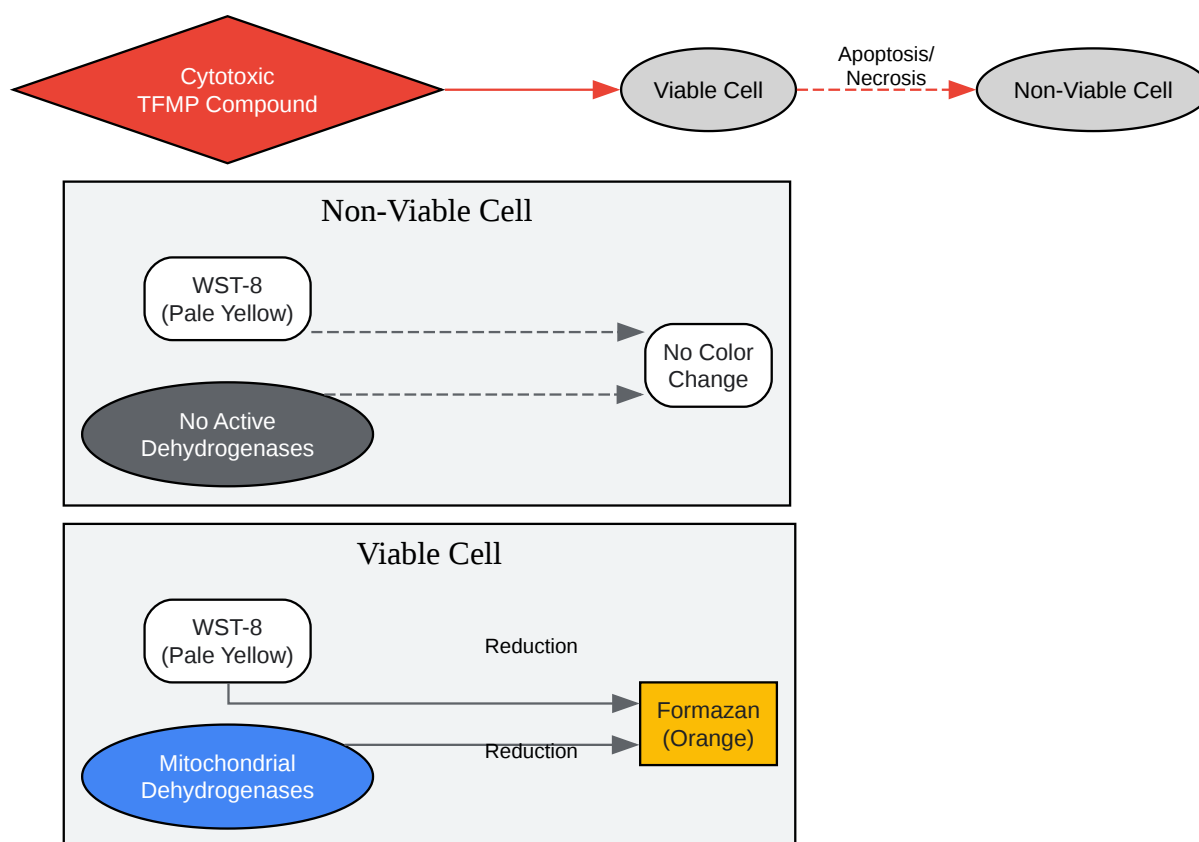 Cytotoxic
TFMP Compound
Viable Cell
Apoptosis/
Necrosis
Non-Viable Cell
Non-Viable Cell
WST-8
(Pale Yellow)
No Color
Change
No Active
Dehydrogenases
Viable Cell
WST-8
(Pale Yellow)
Reduction
Formazan
(Orange)
Reduction
Mitochondrial
Dehydrogenases